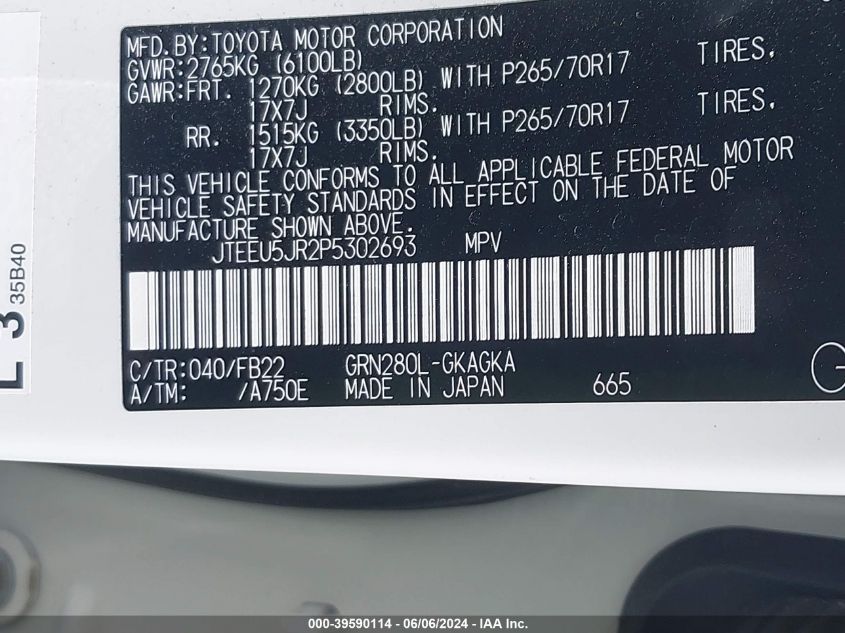 MFD.BY:TOYOTA MOTOR CORPORATION
GVWR:2765KG (6100LB)
GAWR:FRT. 1270KG (2800LB) WITH P265/70R17 TIRES,
17X7J RIMS.
RR. 1515KG (3350LB) WITH P265/70R17 TIRES,
17X7J RIMS.
THIS VEHICLE CONFORMS TO ALL APPLICABLE FEDERAL MOTOR
VEHICLE SAFETY STANDARDS IN EFFECT ON THE DATE OF
MANUFACTURE SHOWN ABOVE.
JTEEU5JR2P5302693 MPV
C/TR:040/FB22 GRN280L-GKAGKA
A/TM: /A750E MADE IN JAPAN 665
G
L 3 35B40
000-39590114 - 06/06/2024 - IAA Inc.